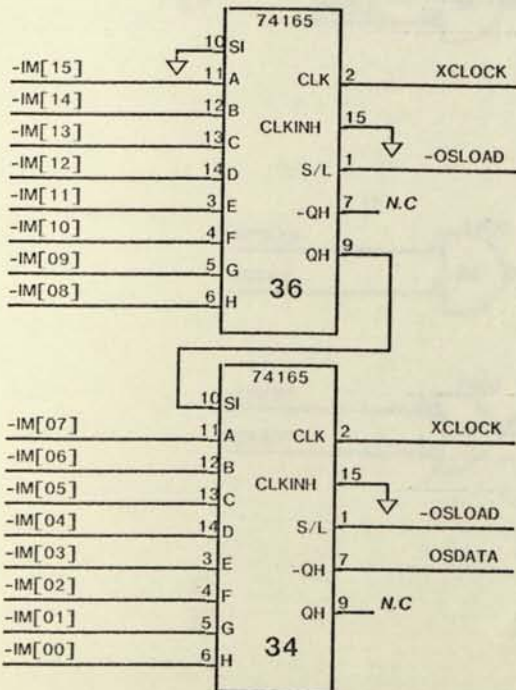 74165
10 SI
-IM[15] 11 A CLK 2 XCLOCK
-IM[14] 12 B
15
-IM[13] 13 C CLKINH
-IM[12] 14 D S/L 1 -OSLOAD
-IM[11] 3 E -QH 7 N.C
-IM[10] 4 F QH 9
-IM[09] 5 G
-IM[08] 6 H 36
74165
10 SI
-IM[07] 11 A CLK 2 XCLOCK
-IM[06] 12 B
15
-IM[05] 13 C CLKINH
-IM[04] 14 D S/L 1 -OSLOAD
-IM[03] 3 E -QH 7 OSDATA
-IM[02] 4 F QH 9 N.C
-IM[01] 5 G
-IM[00] 6 H 34